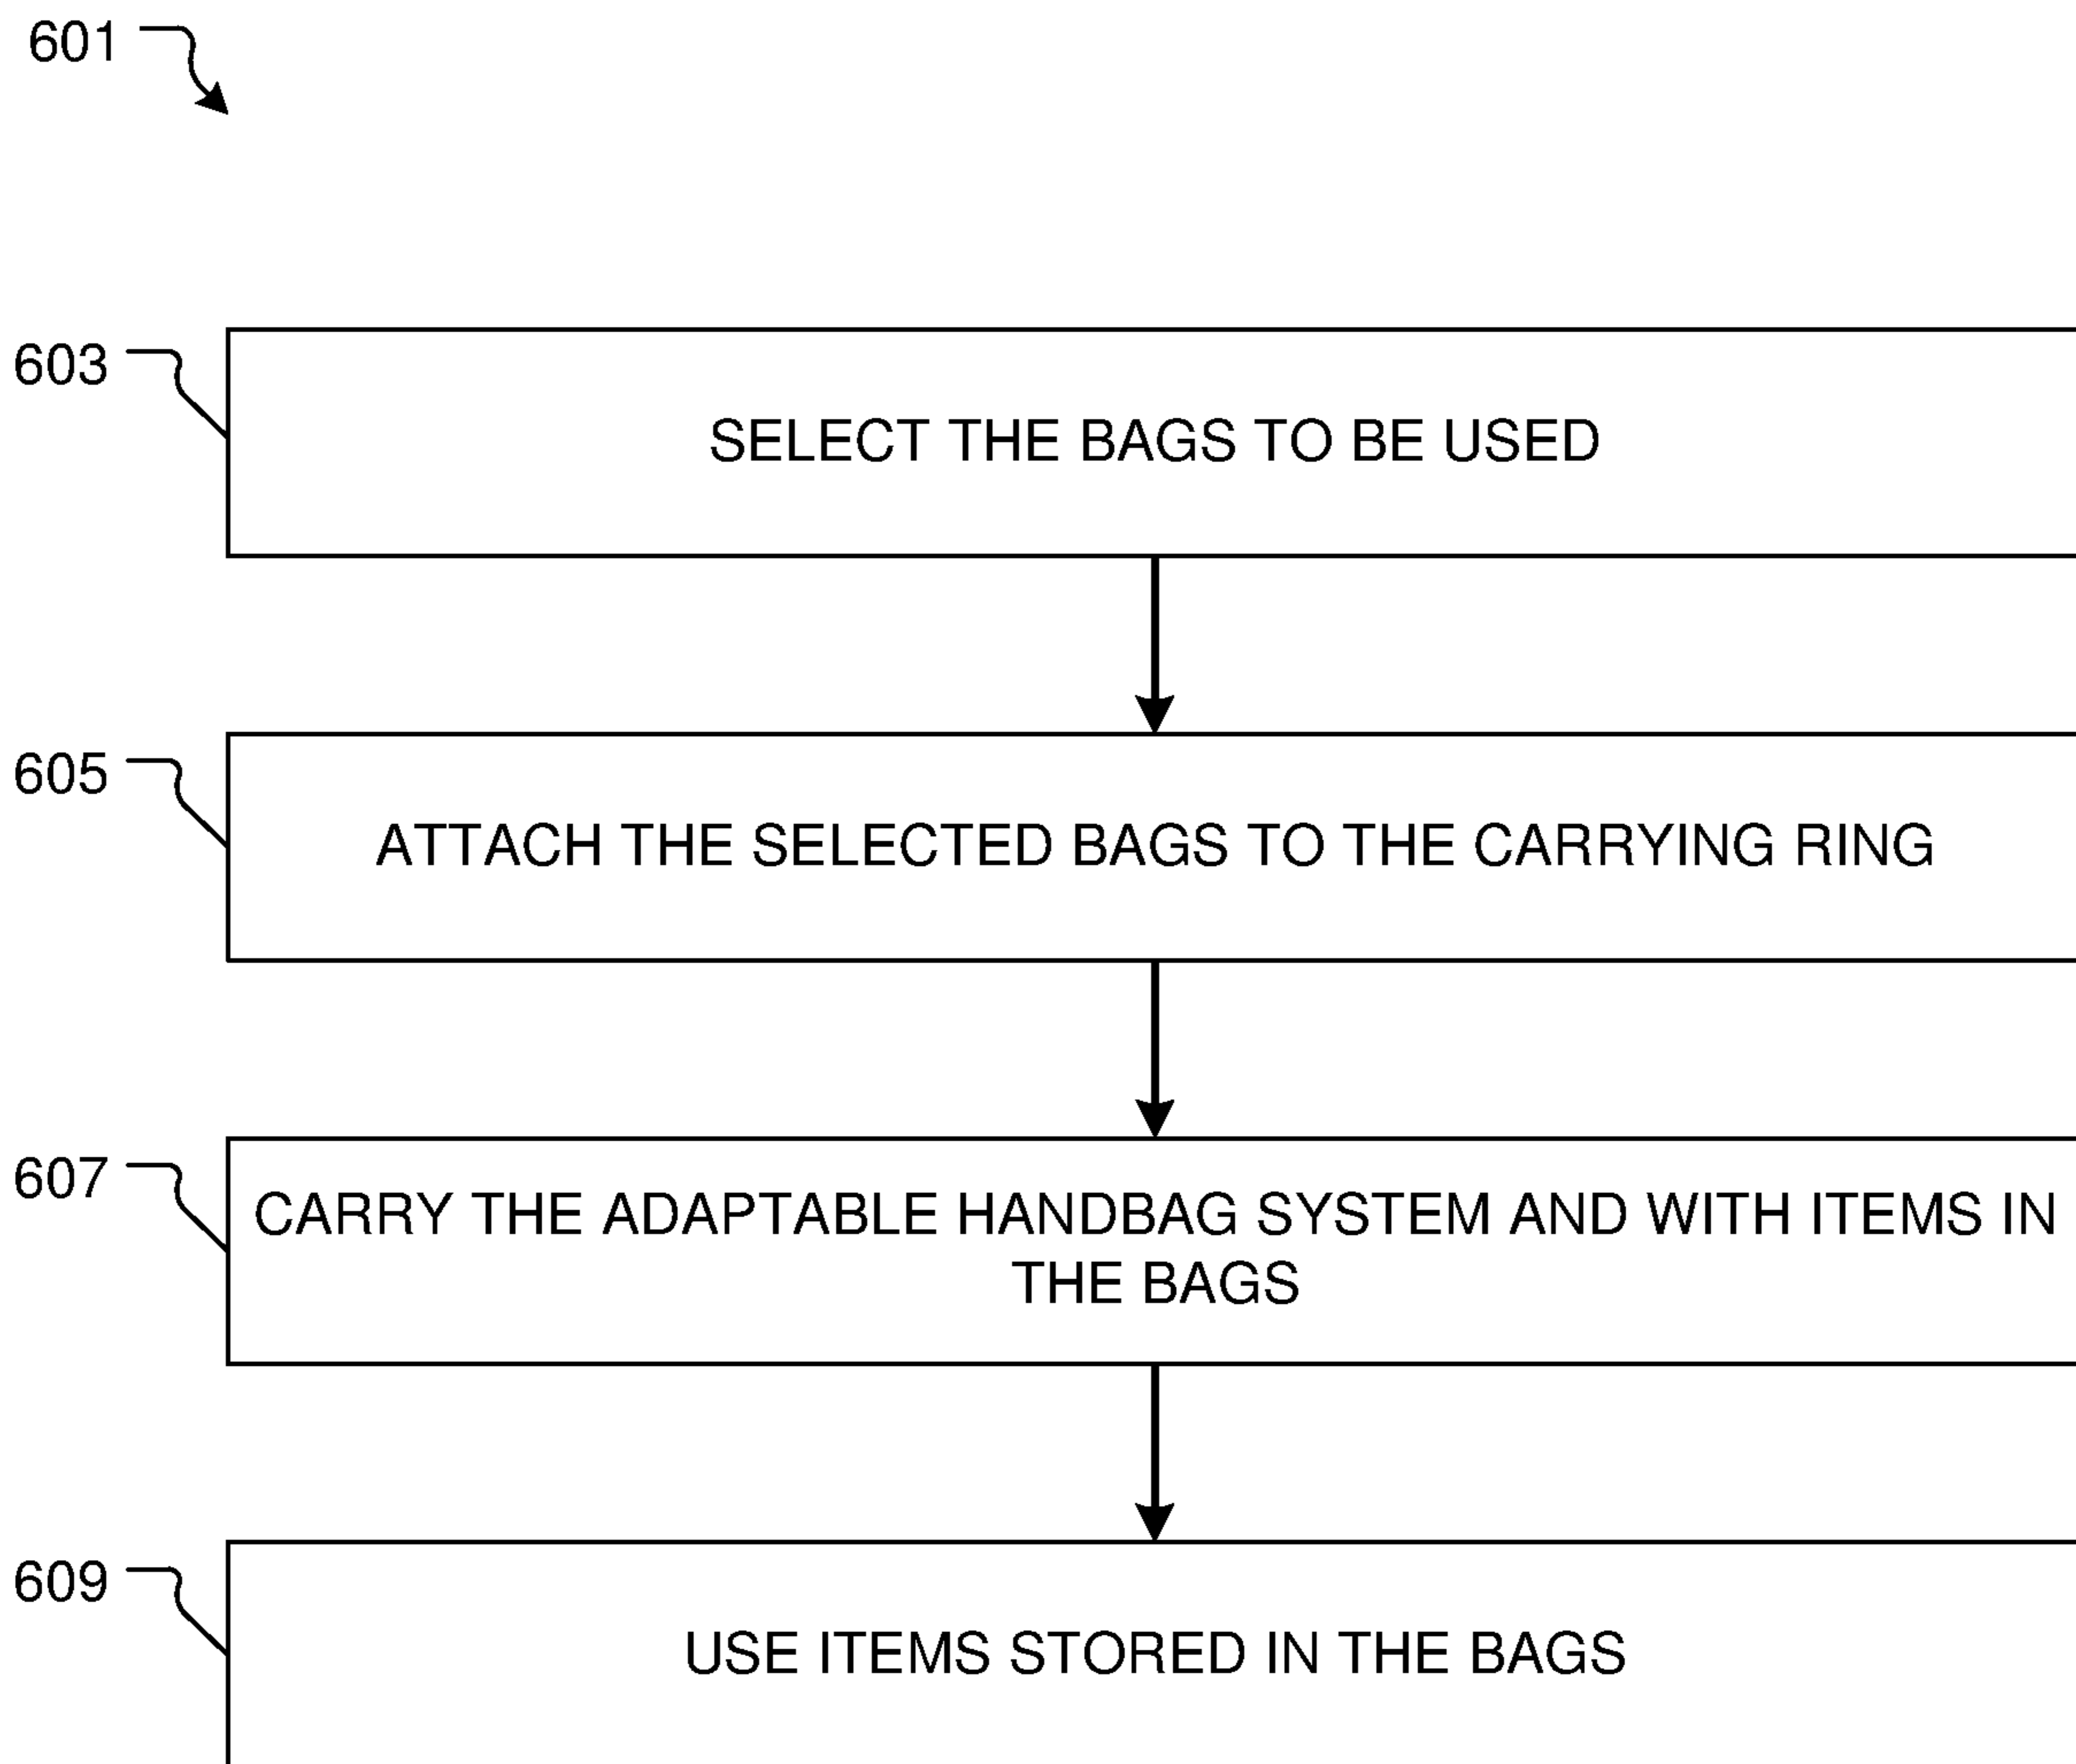 601
603
SELECT THE BAGS TO BE USED
605
ATTACH THE SELECTED BAGS TO THE CARRYING RING
607
CARRY THE ADAPTABLE HANDBAG SYSTEM AND WITH ITEMS IN
THE BAGS
609
USE ITEMS STORED IN THE BAGS